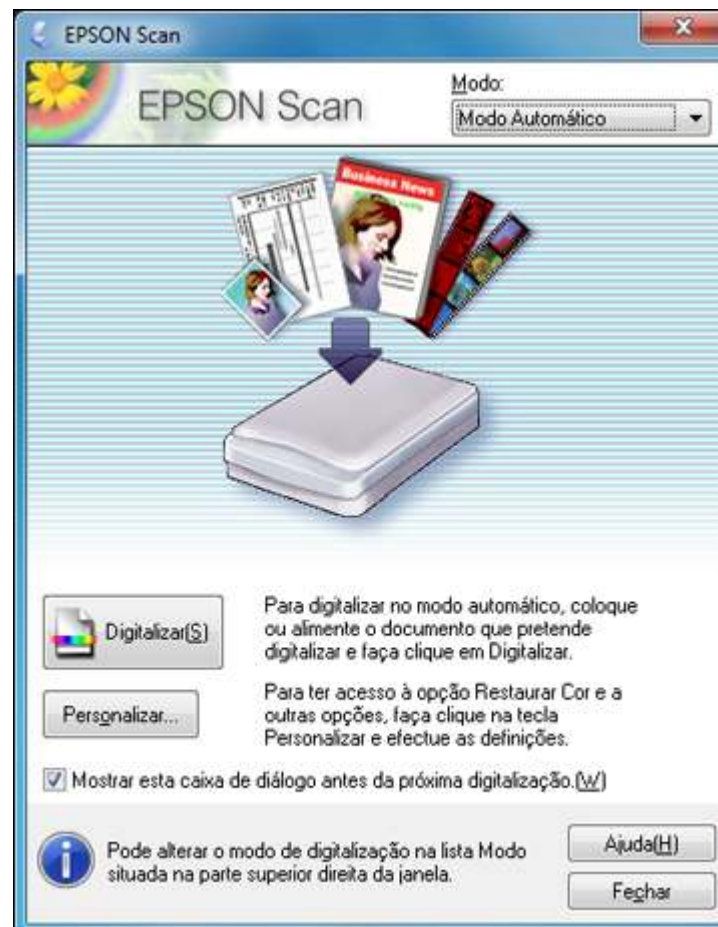 EPSON Scan
EPSON Scan
Modo:
Modo Automático
Business News
Digitalizar(S)
Para digitalizar no modo automático, coloque
ou alimente o documento que pretende
digitalizar e faça clique em Digitalizar.
Personalizar...
Para ter acesso à opção Restaurar Cor e a
outras opções, faça clique na tecla
Personalizar e efectue as definições.
Mostrar esta caixa de diálogo antes da próxima digitalização.(W)
Pode alterar o modo de digitalização na lista Modo
situada na parte superior direita da janela.
Ajuda(H)
Fechar